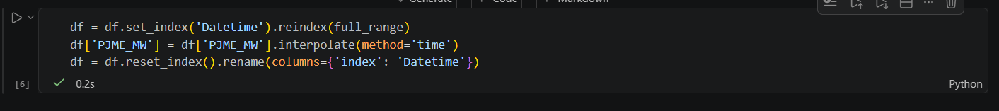 Generate Code Markdown
df = df.set_index('Datetime').reindex(full_range)
df['PJME_MW'] = df['PJME_MW'].interpolate(method='time')
df = df.reset_index().rename(columns={'index': 'Datetime'})
[6] 0.2s Python